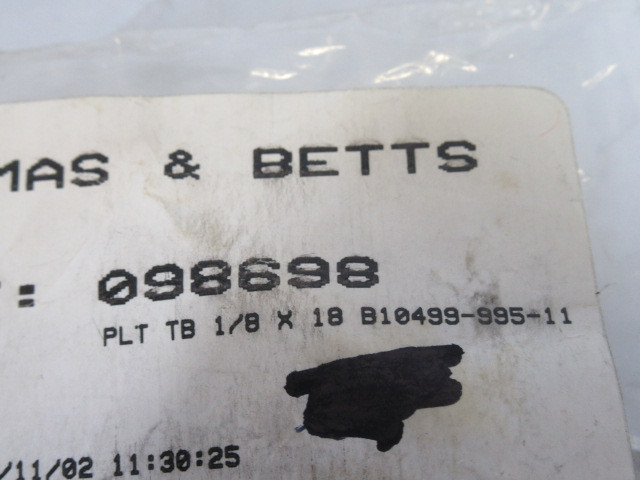 MAS & BETTS
: 098698
PLT TB 1/8 X 18 B10499-995-11
/11/02 11:30:25